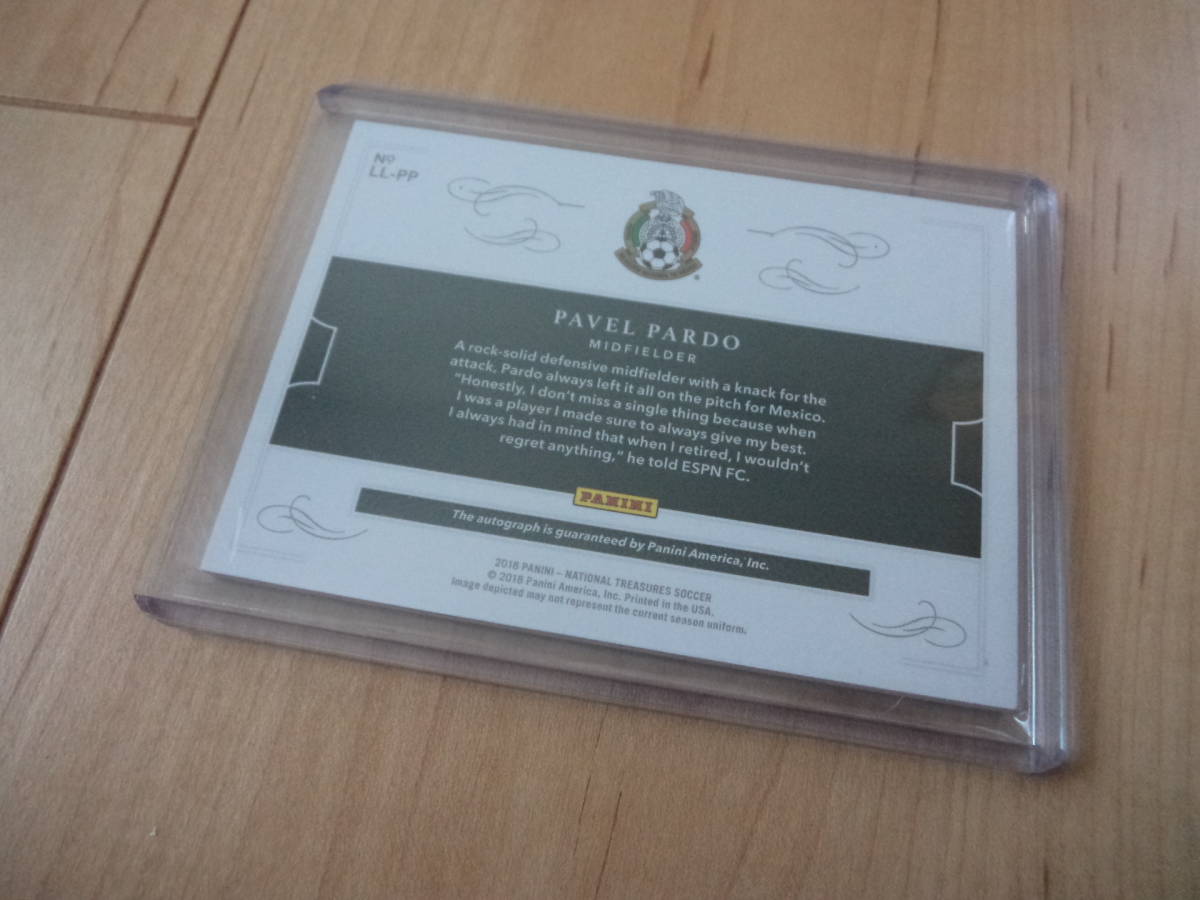 Nº
LL-PP
PAVEL PARDO
MIDFIELDER
A rock-solid defensive midfielder with a knack for the
attack, Pardo always left it all on the pitch for Mexico.
“Honestly, I don’t miss a single thing because when
I was a player I made sure to always give my best.
I always had in mind that when I retired, I wouldn’t
regret anything,” he told ESPN FC.
PANINI
The autograph is guaranteed by Panini America, Inc.
2018 PANINI – NATIONAL TREASURES SOCCER
© 2018 Panini America, Inc. Printed in the USA.
Image depicted may not represent the current season uniform.